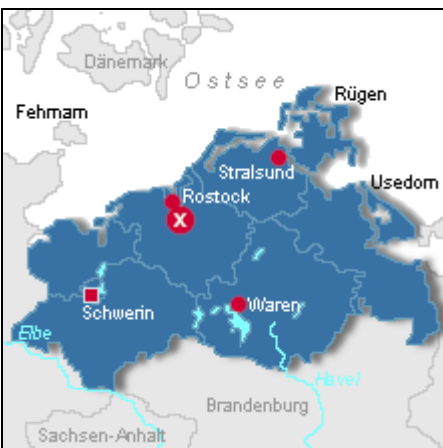 Dänemark
Ostsee
Rügen
Fehmarn
Stralsund
Usedom
Rostock
X
Waren
Schwerin
Elbe
Havel
Brandenburg
Sachsen-Anhalt